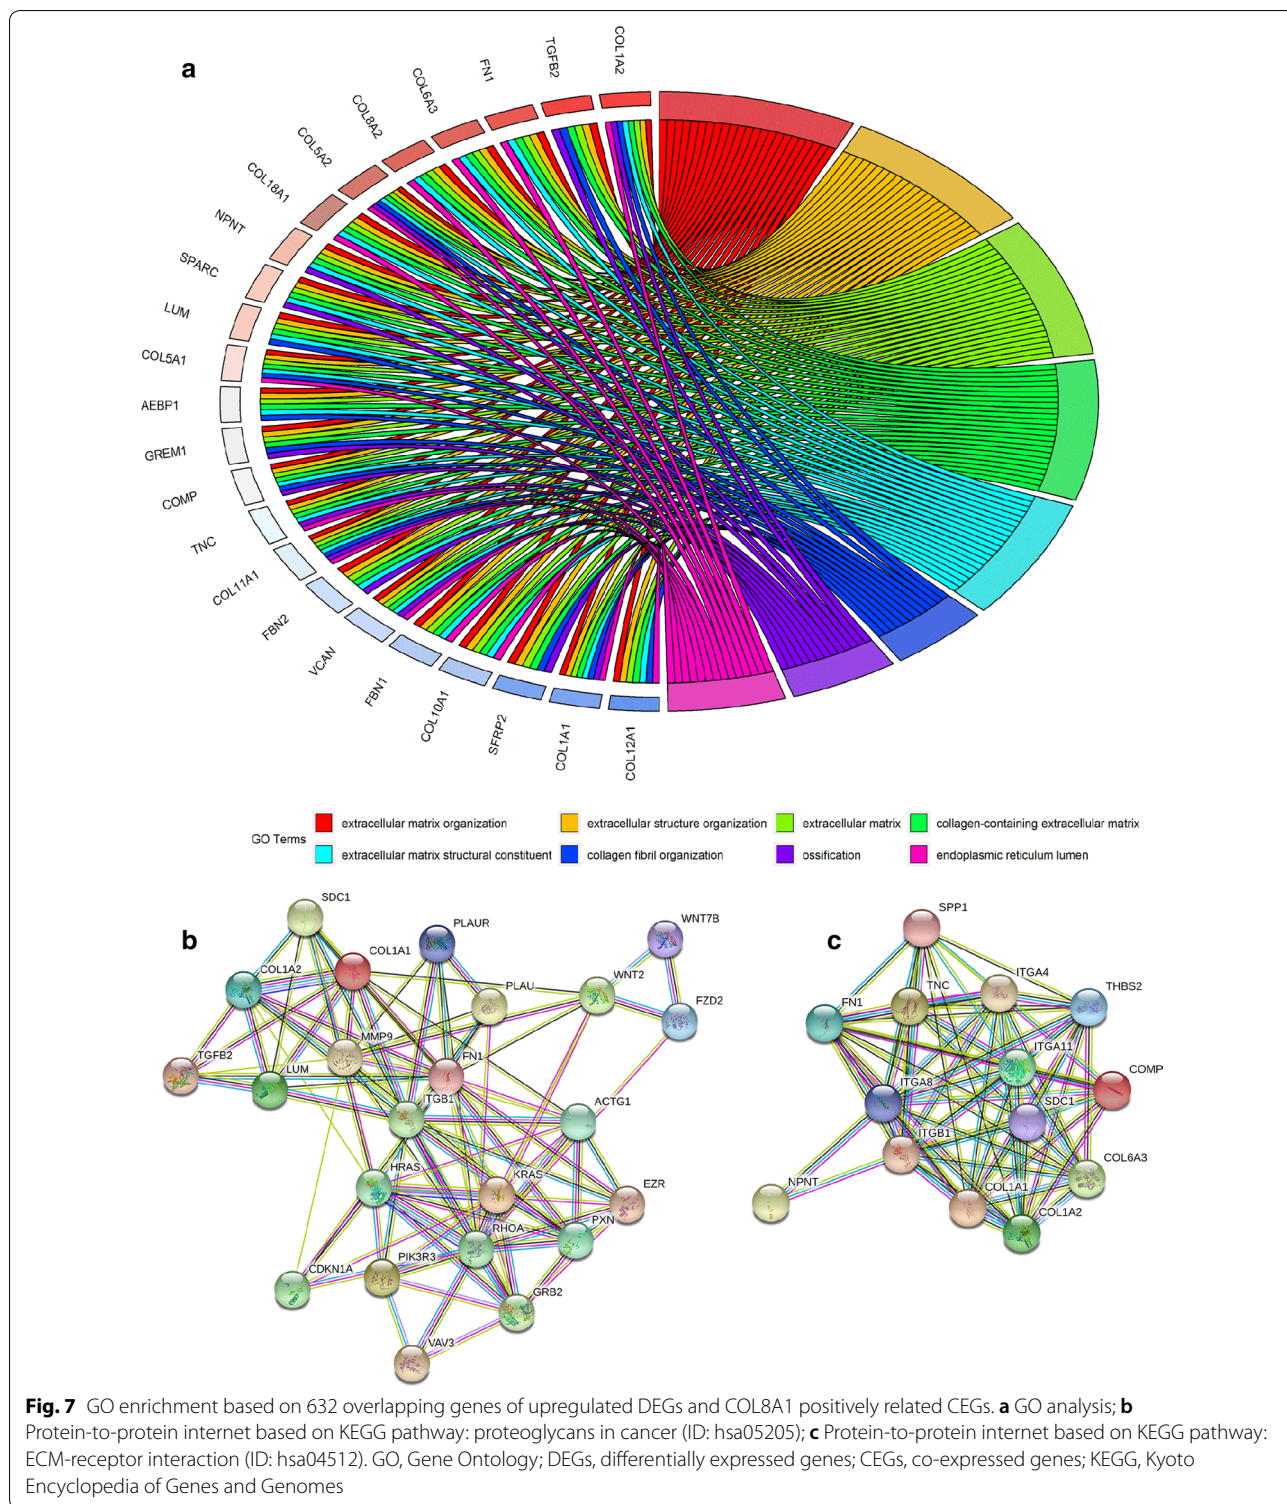 a
COL1A2
TGFB2
FN1
COL6A3
COL8A2
COL5A2
COL18A1
NPNT
SPARC
LUM
COL5A1
AEBP1
GREM1
COMP
TNC
COL11A1
FBN2
VCAN
FBN1
COL10A1
SFRP2
COL1A1
COL12A1
GO Terms
extracellular matrix organization
extracellular structure organization
extracellular matrix
collagen-containing extracellular matrix
extracellular matrix structural constituent
collagen fibril organization
ossification
endoplasmic reticulum lumen
b
SDC1
PLAUR
WNT7B
COL1A1
COL1A2
PLAU
WNT2
FZD2
MMP9
TGFB2
LUM
FN1
ITGB1
ACTG1
HRAS
KRAS
EZR
RHOA
PXN
CDKN1A
PIK3R3
GRB2
VAV3
c
SPP1
ITGA4
TNC
THBS2
FN1
ITGA11
COMP
ITGA8
SDC1
ITGB1
COL6A3
NPNT
COL1A1
COL1A2
Fig. 7 GO enrichment based on 632 overlapping genes of upregulated DEGs and COL8A1 positively related CEGs. a GO analysis; b
Protein-to-protein internet based on KEGG pathway: proteoglycans in cancer (ID: hsa05205); c Protein-to-protein internet based on KEGG pathway:
ECM-receptor interaction (ID: hsa04512). GO, Gene Ontology; DEGs, differentially expressed genes; CEGs, co-expressed genes; KEGG, Kyoto
Encyclopedia of Genes and Genomes